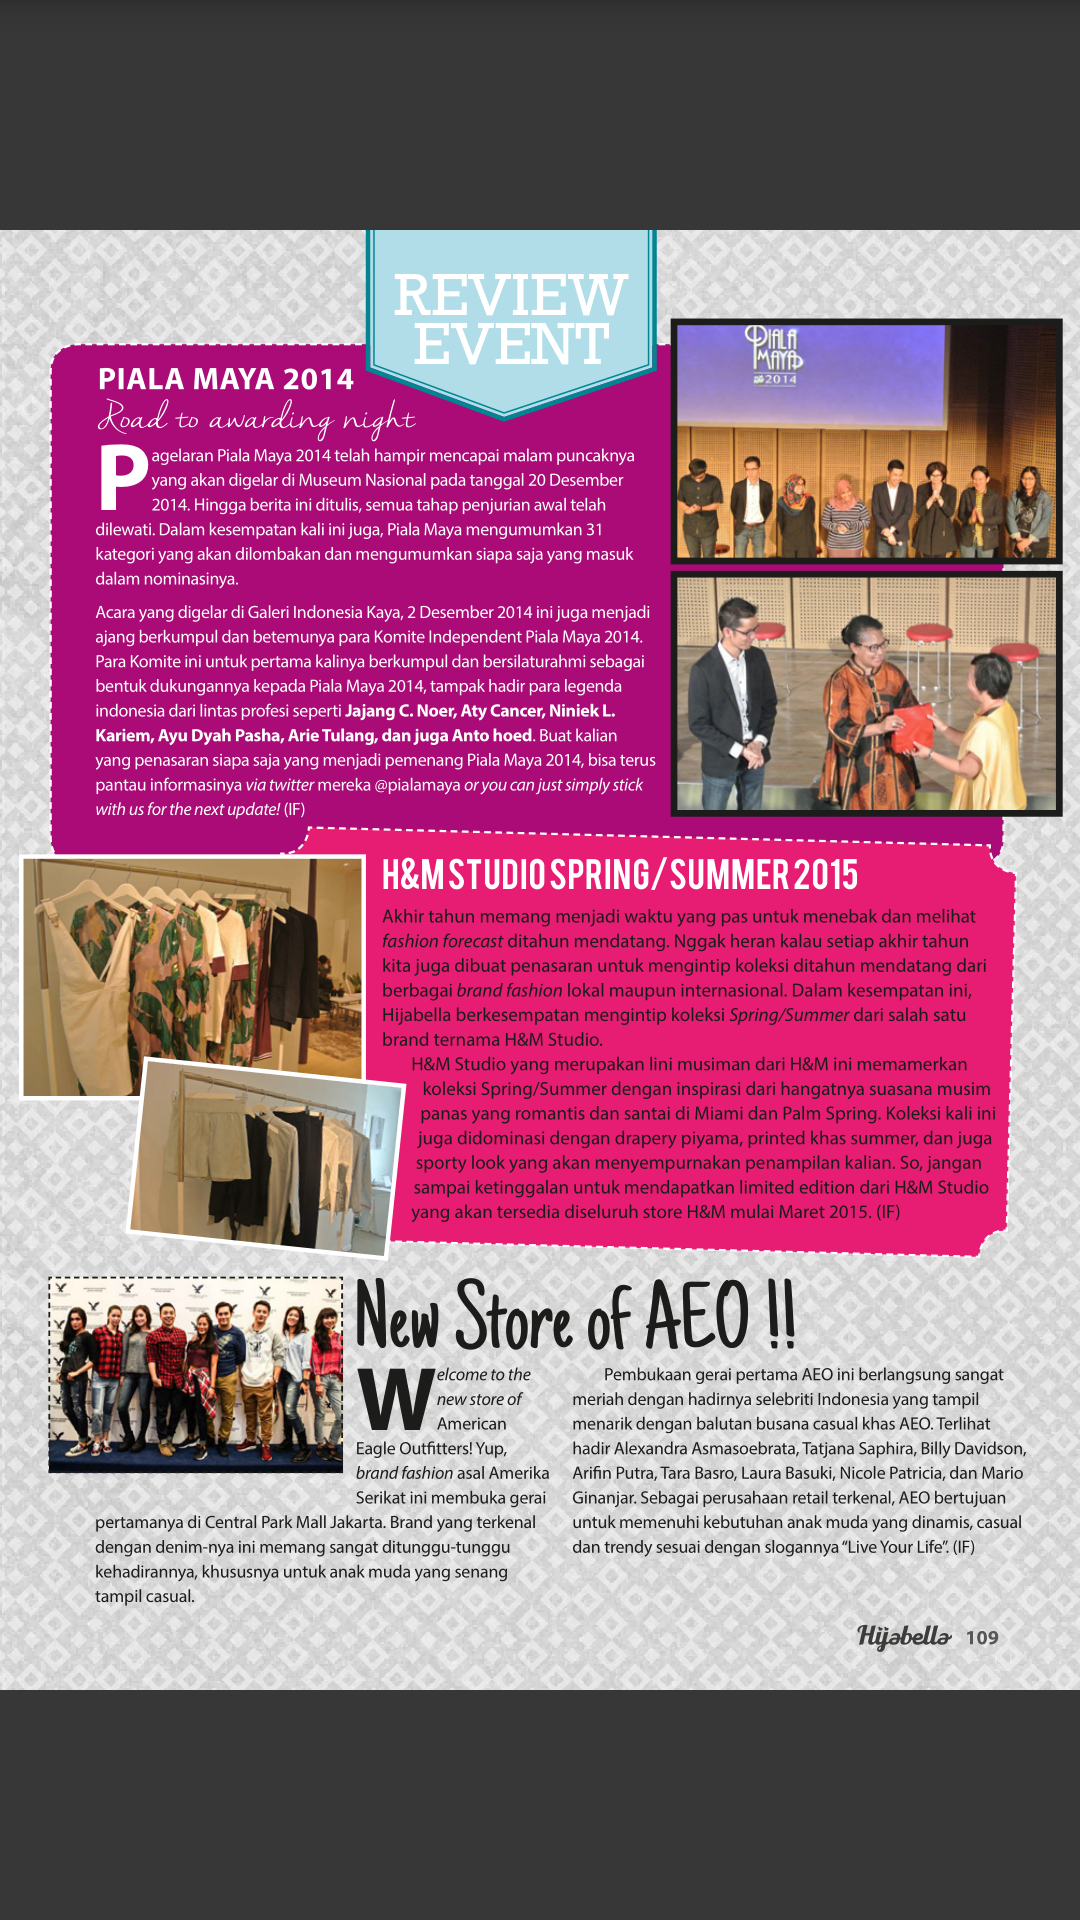 REVIEW
EVENT
PIALA MAYA 2014
Road to awarding night
Pagelaran Piala Maya 2014 telah hampir mencapai malam puncaknya
yang akan digelar di Museum Nasional pada tanggal 20 Desember
2014. Hingga berita ini ditulis, semua tahap penjurian awal telah
dilewati. Dalam kesempatan kali ini juga, Piala Maya mengumumkan 31
kategori yang akan dilombakan dan mengumumkan siapa saja yang masuk
dalam nominasinya.
Acara yang digelar di Galeri Indonesia Kaya, 2 Desember 2014 ini juga menjadi
ajang berkumpul dan betemunya para Komite Independent Piala Maya 2014.
Para Komite ini untuk pertama kalinya berkumpul dan bersilaturahmi sebagai
bentuk dukungannya kepada Piala Maya 2014, tampak hadir para legenda
indonesia dari lintas profesi seperti Jajang C. Noer, Aty Cancer, Niniek L.
Kariem, Ayu Dyah Pasha, Arie Tulang, dan juga Anto hoed. Buat kalian
yang penasaran siapa saja yang menjadi pemenang Piala Maya 2014, bisa terus
pantau informasinya via twitter mereka @pialamaya or you can just simply stick
with us for the next update! (IF)
PIALA
MAYA
2014
H&M STUDIO SPRING/ SUMMER 2015
Akhir tahun memang menjadi waktu yang pas untuk menebak dan melihat
fashion forecast ditahun mendatang. Nggak heran kalau setiap akhir tahun
kita juga dibuat penasaran untuk mengintip koleksi ditahun mendatang dari
berbagai brand fashion lokal maupun internasional. Dalam kesempatan ini,
Hijabella berkesempatan mengintip koleksi Spring/Summer dari salah satu
brand ternama H&M Studio.
H&M Studio yang merupakan lini musiman dari H&M ini memamerkan
koleksi Spring/Summer dengan inspirasi dari hangatnya suasana musim
panas yang romantis dan santai di Miami dan Palm Spring. Koleksi kali ini
juga didominasi dengan drapery piyama, printed khas summer, dan juga
sporty look yang akan menyempurnakan penampilan kalian. So, jangan
sampai ketinggalan untuk mendapatkan limited edition dari H&M Studio
yang akan tersedia diseluruh store H&M mulai Maret 2015. (IF)
New Store of AEO !!
Welcome to the
new store of
American
Eagle Outfitters! Yup,
brand fashion asal Amerika
Serikat ini membuka gerai
pertamanya di Central Park Mall Jakarta. Brand yang terkenal
dengan denim-nya ini memang sangat ditunggu-tunggu
kehadirannya, khususnya untuk anak muda yang senang
tampil casual.
Pembukaan gerai pertama AEO ini berlangsung sangat
meriah dengan hadirnya selebriti Indonesia yang tampil
menarik dengan balutan busana casual khas AEO. Terlihat
hadir Alexandra Asmasoebrata, Tatjana Saphira, Billy Davidson,
Arifin Putra, Tara Basro, Laura Basuki, Nicole Patricia, dan Mario
Ginanjar. Sebagai perusahaan retail terkenal, AEO bertujuan
untuk memenuhi kebutuhan anak muda yang dinamis, casual
dan trendy sesuai dengan slogannya “Live Your Life”. (IF)
Hijabella 109